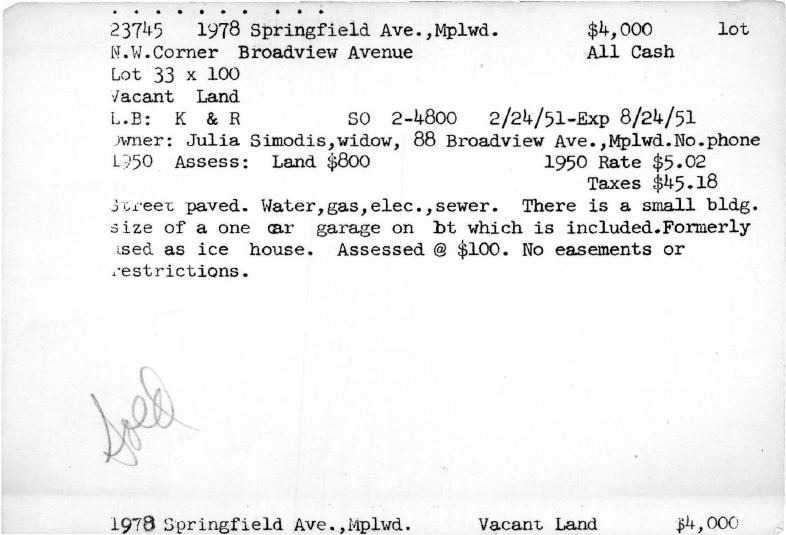 23745 1978 Springfield Ave.,Mplwd. $4,000 lot
N.W.Corner Broadview Avenue All Cash
Lot 33 x 100
Vacant Land
L.B: K & R SO 2-4800 2/24/51-Exp 8/24/51
Owner: Julia Simodis,widow, 88 Broadview Ave.,Mplwd.No.phone
1950 Assess: Land $800 1950 Rate $5.02
Taxes $45.18
Street paved. Water,gas,elec.,sewer. There is a small bldg.
size of a one car garage on lot which is included.Formerly
used as ice house. Assessed @ $100. No easements or
restrictions.
Sold
1978 Springfield Ave.,Mplwd. Vacant Land $4,000